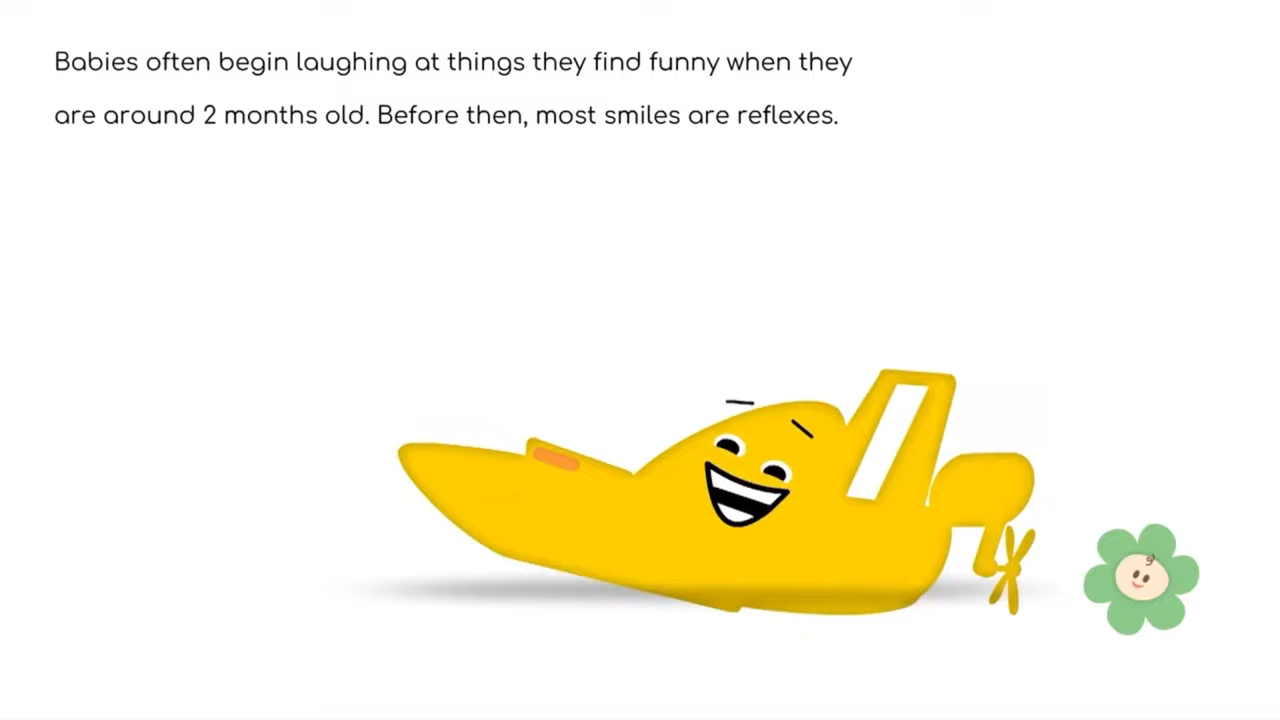 Babies often begin laughing at things they find funny when they
are around 2 months old. Before then, most smiles are reflexes.